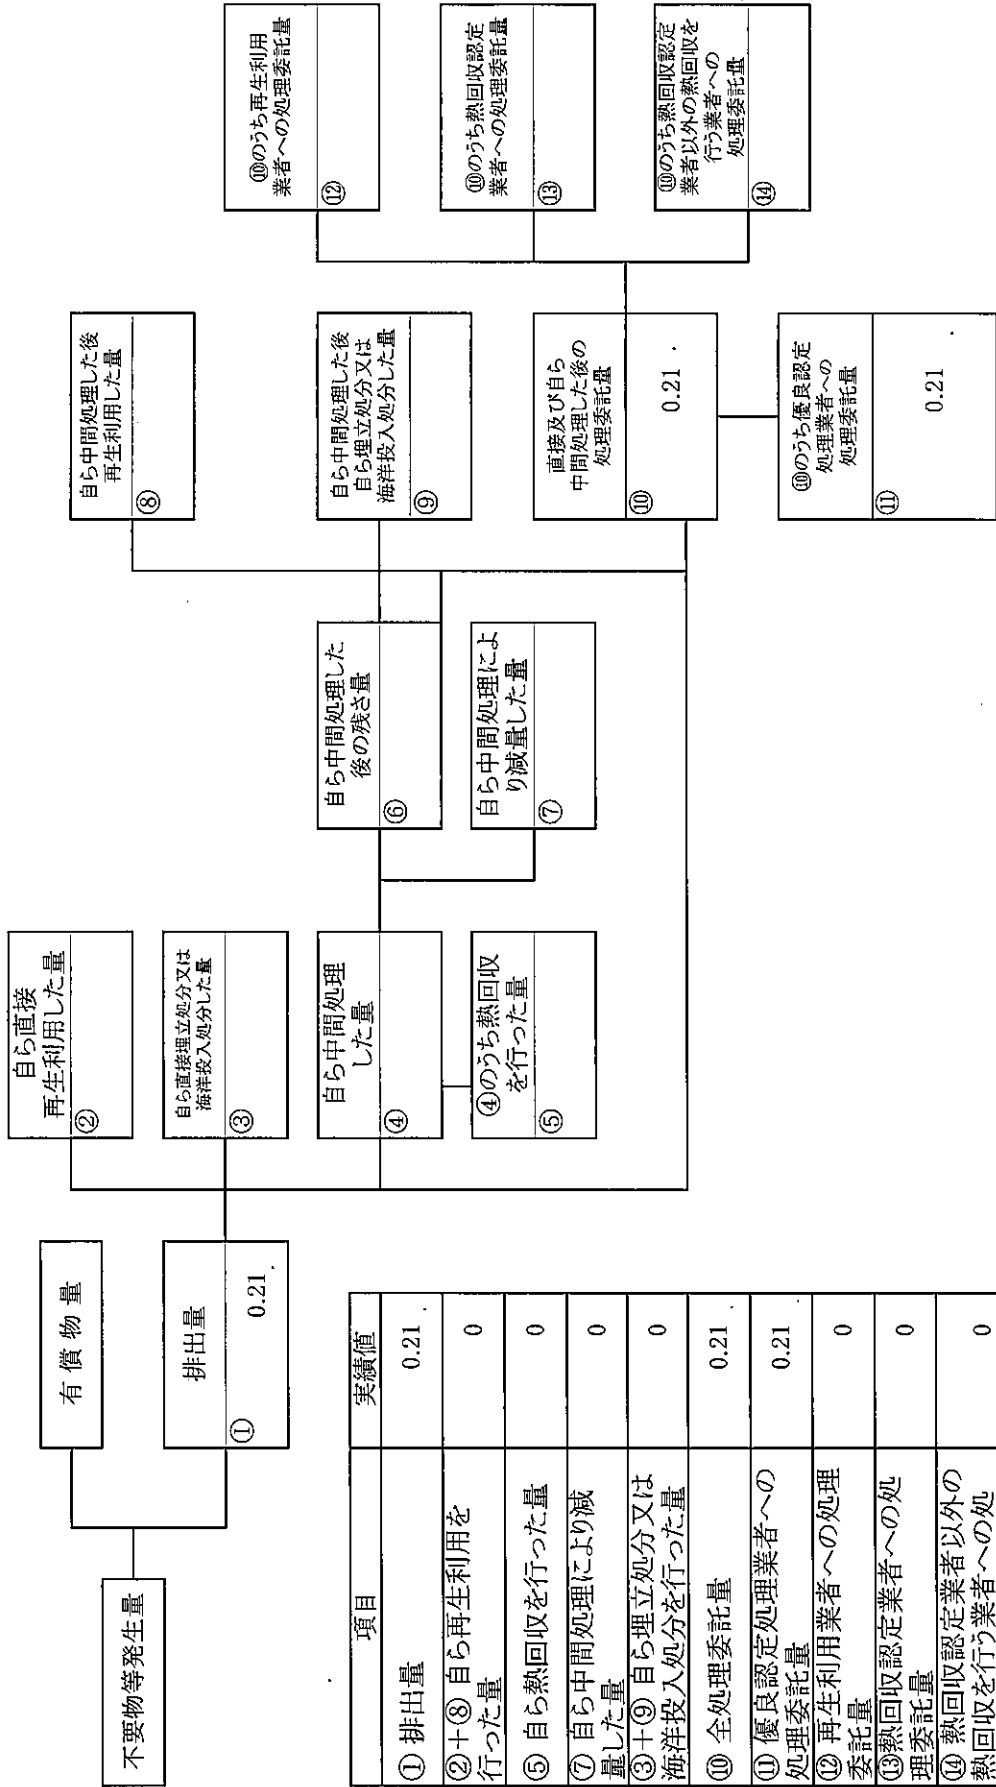 不要物等発生量
有償物量
排出量
①
0.21
自ら直接
再生利用した量
②
自ら直接埋立処分又は
海洋投入処分した量
③
自ら中間処理
した量
④
④のうち熱回収
を行った量
⑤
自ら中間処理した
後の残さ量
⑥
自ら中間処理によ
り減量した量
⑦
自ら中間処理した後
再生利用した量
⑧
自ら中間処理した後
自ら埋立処分又は
海洋投入処分した量
⑨
直接及び自ら
中間処理した後の
処理委託量
⑩
0.21
⑩のうち優良認定
処理業者への
処理委託量
⑪
0.21
⑩のうち再生利用
業者への処理委託量
⑫
⑩のうち熱回収認定
業者への処理委託量
⑬
⑩のうち熱回収認定
業者以外の熱回収を
行う業者への
処理委託量
⑭
項目 実績値
① 排出量 0.21
②+⑧ 自ら再生利用を
行った量 0
⑤ 自ら熱回収を行った量 0
⑦ 自ら中間処理により減
量した量 0
③+⑨ 自ら埋立処分又は
海洋投入処分を行った量 0
⑩ 全処理委託量 0.21
⑪ 優良認定処理業者への
処理委託量 0.21
⑫ 再生利用業者への処理
委託量 0
⑬熱回収認定業者への処
理委託量 0
⑭ 熱回収認定業者以外の
熱回収を行う業者への処 0